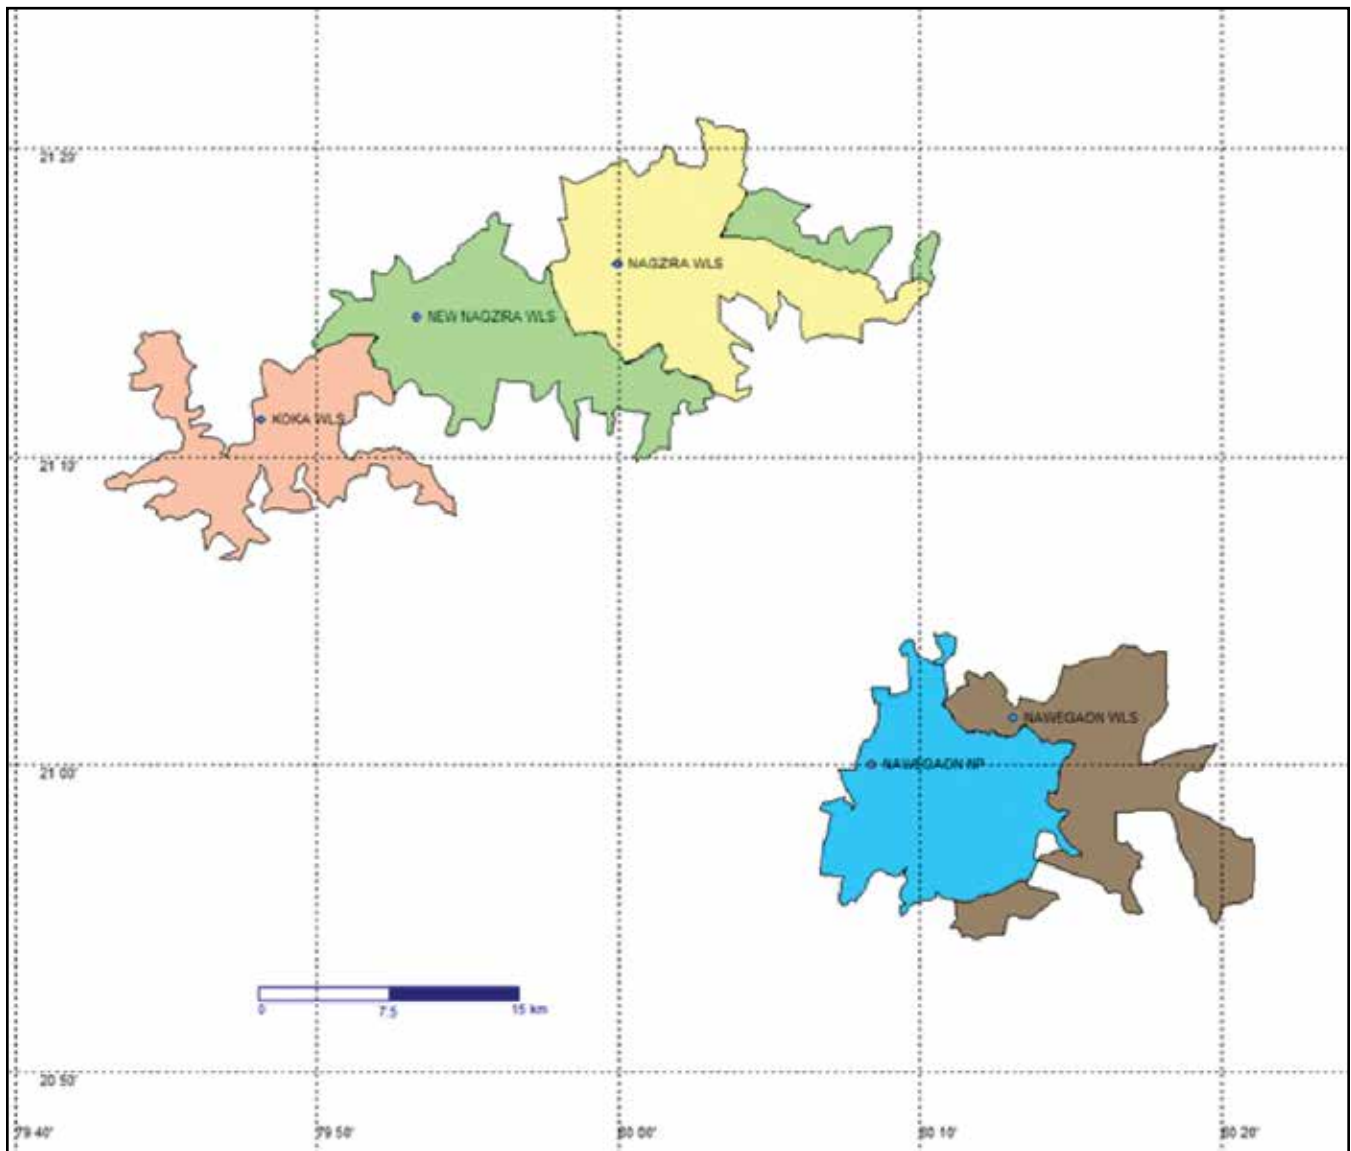 21 20'
NAGZIRA WLS
NEW NAGZIRA WLS
KOKA WLS
21 10'
NAWEGAON WLS
21 00'
NAWEGAON NP
0 7.5 15 km
20 50'
79 40' 79 50' 80 00' 80 10' 80 20'